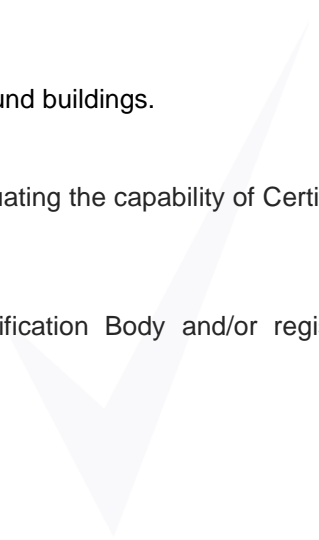 und buildings.
uating the capability of Certi
ification Body and/or regi